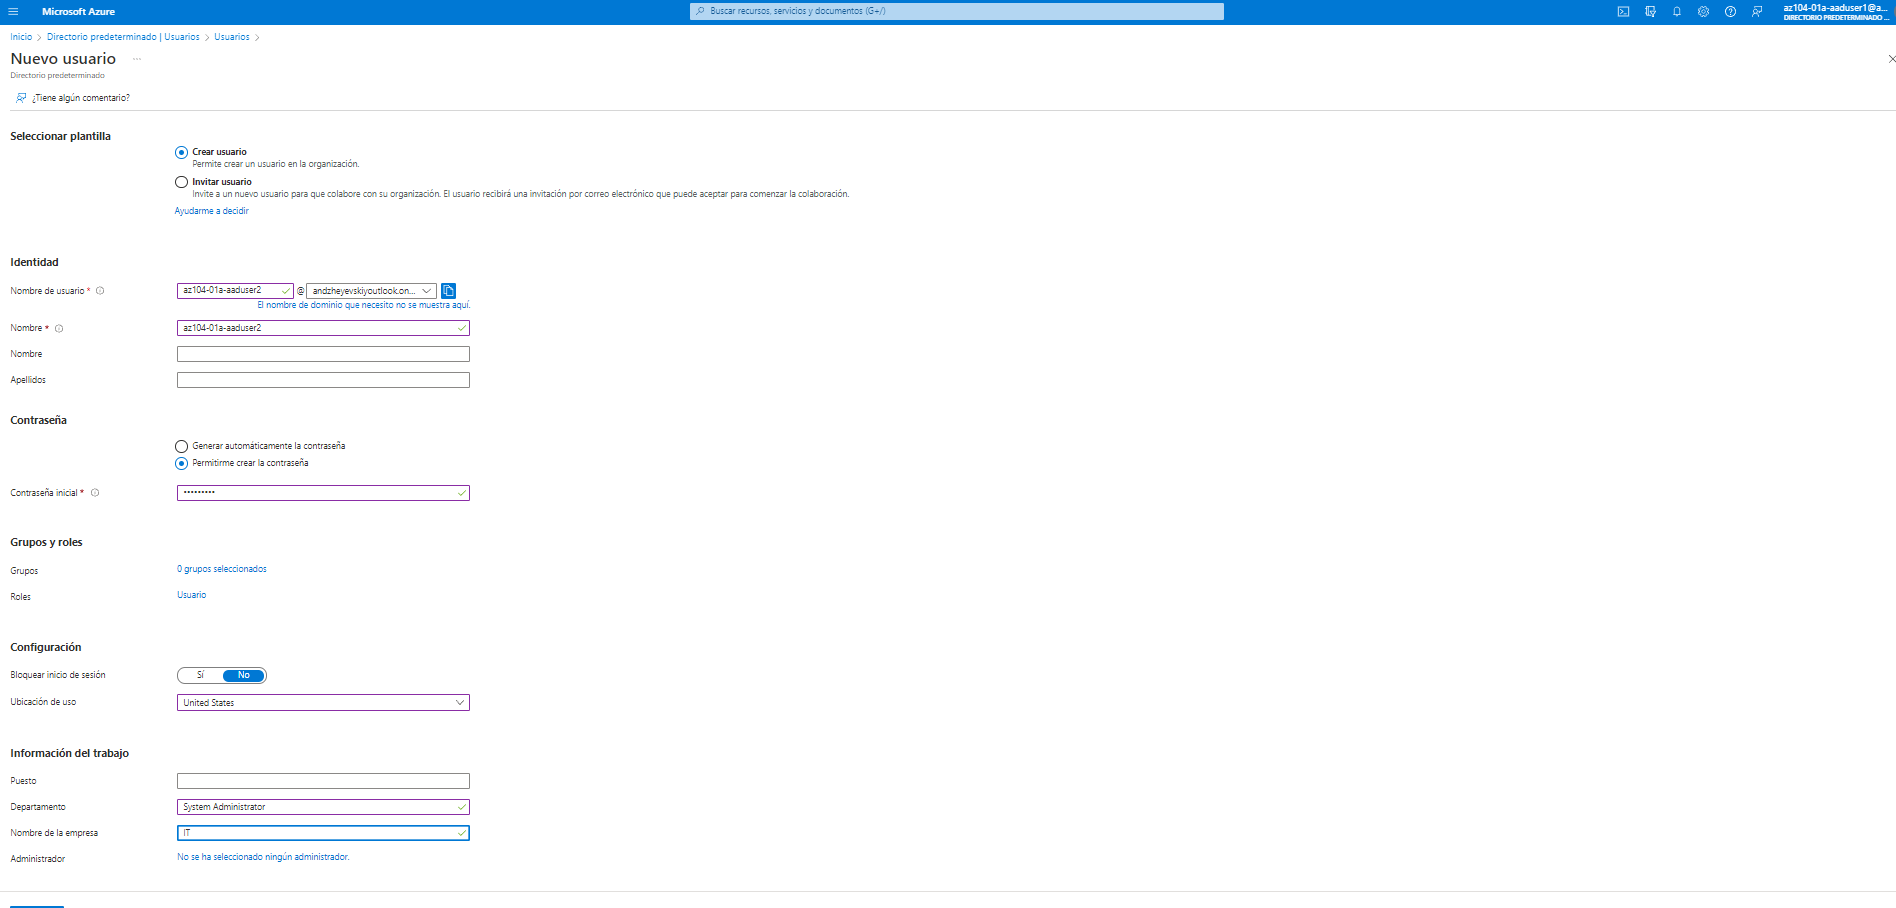 Microsoft Azure
Buscar recursos, servicios y documentos (G+/)
az104-01a-aaduser1@a...
DIRECTORIO PREDETERMINADO ...
Inicio > Directorio predeterminado | Usuarios > Usuarios >
Nuevo usuario ...
Directorio predeterminado
¿Tiene algún comentario?
Seleccionar plantilla
Crear usuario
Permite crear un usuario en la organización.
Invitar usuario
Invite a un nuevo usuario para que colabore con su organización. El usuario recibirá una invitación por correo electrónico que puede aceptar para comenzar la colaboración.
Ayudarme a decidir
Identidad
Nombre de usuario * az104-01a-aaduser2 @ andzheyevskiyoutlook.on...
El nombre de dominio que necesito no se muestra aquí.
Nombre * az104-01a-aaduser2
Nombre
Apellidos
Contraseña
Generar automáticamente la contraseña
Permitirme crear la contraseña
Contraseña inicial * •••••••••
Grupos y roles
Grupos 0 grupos seleccionados
Roles Usuario
Configuración
Bloquear inicio de sesión Sí No
Ubicación de uso United States
Información del trabajo
Puesto
Departamento System Administrator
Nombre de la empresa IT
Administrador No se ha seleccionado ningún administrador.